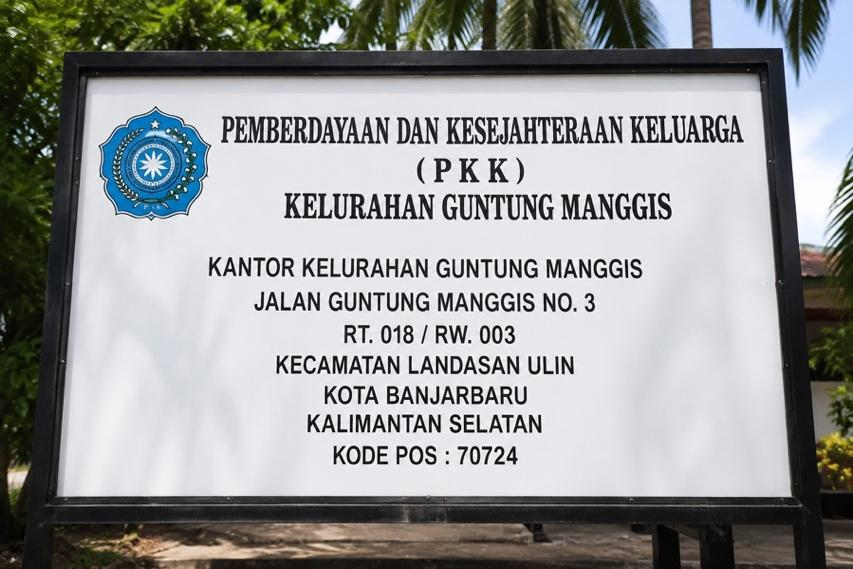 PEMBERDAYAAN DAN KESEJAHTERAAN KELUARGA
( P K K )
KELURAHAN GUNTUNG MANGGIS
KANTOR KELURAHAN GUNTUNG MANGGIS
JALAN GUNTUNG MANGGIS NO. 3
RT. 018 / RW. 003
KECAMATAN LANDASAN ULIN
KOTA BANJARBARU
KALIMANTAN SELATAN
KODE POS : 70724